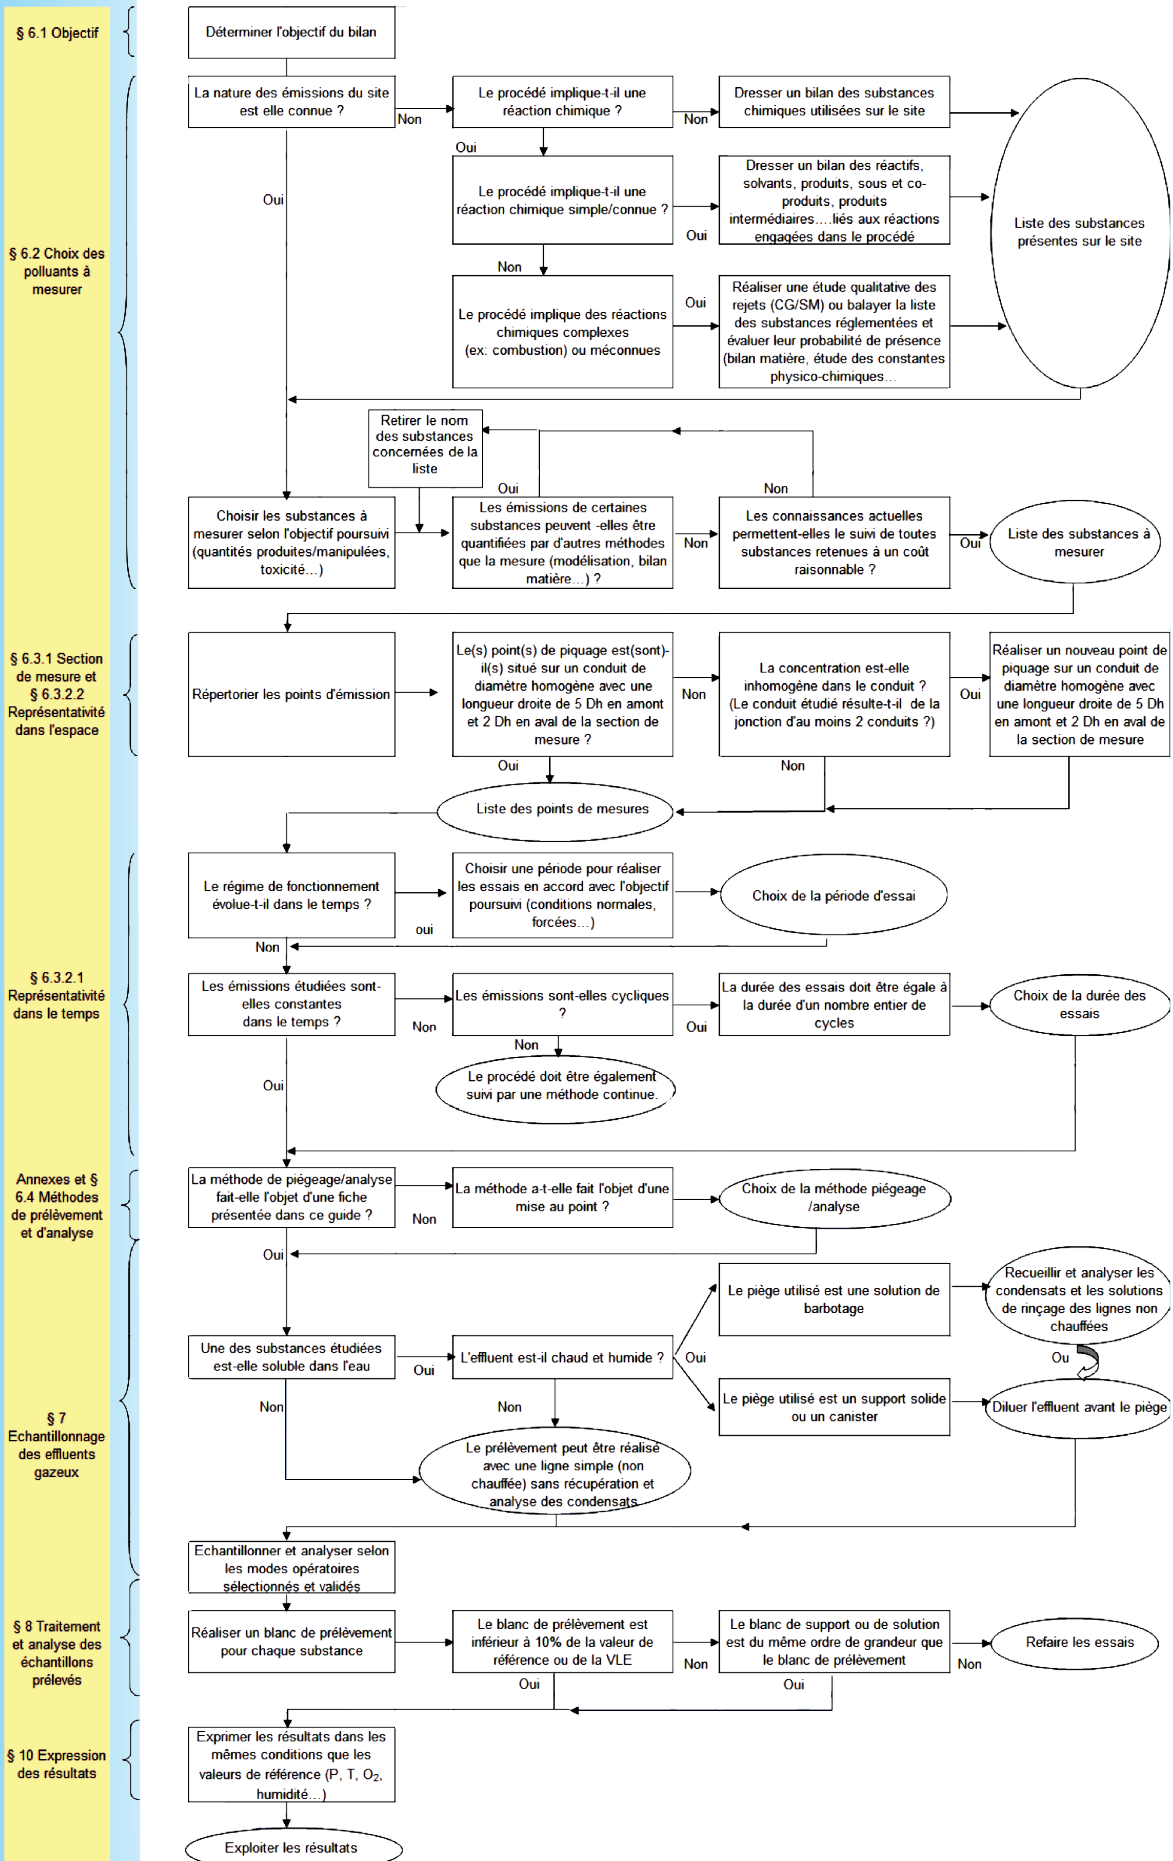 § 6.1 Objectif
Déterminer l'objectif du bilan
La nature des émissions du site
est elle connue ?
Non
Le procédé implique-t-il une
réaction chimique ?
Non
Dresser un bilan des substances
chimiques utilisées sur le site
Oui
Oui
Le procédé implique-t-il une
réaction chimique simple/connue ?
Oui
Dresser un bilan des réactifs,
solvants, produits, sous et co-
produits, produits
intermédiaires....liés aux réactions
engagées dans le procédé
Liste des substances
présentes sur le site
§ 6.2 Choix des
polluants à
mesurer
Non
Le procédé implique des réactions
chimiques complexes
(ex: combustion) ou méconnues
Oui
Réaliser une étude qualitative des
rejets (CG/SM) ou balayer la liste
des substances réglementées et
évaluer leur probabilité de présence
(bilan matière, étude des constantes
physico-chimiques...
Retirer le nom
des substances
concernées de la
liste
Oui
Non
Choisir les substances à
mesurer selon l'objectif poursuivi
(quantités produites/manipulées,
toxicité...)
Les émissions de certaines
substances peuvent -elles être
quantifiées par d'autres méthodes
que la mesure (modélisation, bilan
matière...) ?
Non
Les connaissances actuelles
permettent-elles le suivi de toutes
substances retenues à un coût
raisonnable ?
Oui
Liste des substances à
mesurer
§ 6.3.1 Section
de mesure et
§ 6.3.2.2
Représentativité
dans l'espace
Répertorier les points d'émission
Le(s) point(s) de piquage est(sont)-
il(s) situé sur un conduit de
diamètre homogène avec une
longueur droite de 5 Dh en amont
et 2 Dh en aval de la section de
mesure ?
Non
La concentration est-elle
inhomogène dans le conduit ?
(Le conduit étudié résulte-t-il de la
jonction d'au moins 2 conduits ?)
Oui
Réaliser un nouveau point de
piquage sur un conduit de
diamètre homogène avec
une longueur droite de 5 Dh
en amont et 2 Dh en aval de
la section de mesure
Oui
Non
Liste des points de mesures
Le régime de fonctionnement
évolue-t-il dans le temps ?
oui
Choisir une période pour réaliser
les essais en accord avec l'objectif
poursuivi (conditions normales,
forcées...)
Choix de la période d'essai
Non
§ 6.3.2.1
Représentativité
dans le temps
Les émissions étudiées sont-
elles constantes
dans le temps ?
Non
Les émissions sont-elles cycliques
?
Oui
La durée des essais doit être égale à
la durée d'un nombre entier de
cycles
Choix de la durée des
essais
Non
Oui
Le procédé doit être également
suivi par une méthode continue.
Annexes et §
6.4 Méthodes
de prélèvement
et d'analyse
La méthode de piégeage/analyse
fait-elle l'objet d'une fiche
présentée dans ce guide ?
Non
La méthode a-t-elle fait l'objet d'une
mise au point ?
Choix de la méthode piégeage
/analyse
Oui
Le piège utilisé est une solution de
barbotage
Recueillir et analyser les
condensats et les solutions
de rinçage des lignes non
chauffées
Une des substances étudiées
est-elle soluble dans l'eau
Oui
L'effluent est-il chaud et humide ?
Oui
Ou
Non
Non
Le piège utilisé est un support solide
ou un canister
Diluer l'effluent avant le piège
§ 7
Echantillonnage
des effluents
gazeux
Le prélèvement peut être réalisé
avec une ligne simple (non
chauffée) sans récupération et
analyse des condensats
Echantillonner et analyser selon
les modes opératoires
sélectionnés et validés
§ 8 Traitement
et analyse des
échantillons
prélevés
Réaliser un blanc de prélèvement
pour chaque substance
Le blanc de prélèvement est
inférieur à 10% de la valeur de
référence ou de la VLE
Non
Le blanc de support ou de solution
est du même ordre de grandeur que
le blanc de prélèvement
Non
Refaire les essais
Oui
Oui
§ 10 Expression
des résultats
Exprimer les résultats dans les
mêmes conditions que les
valeurs de référence (P, T, O₂,
humidité...)
Exploiter les résultats